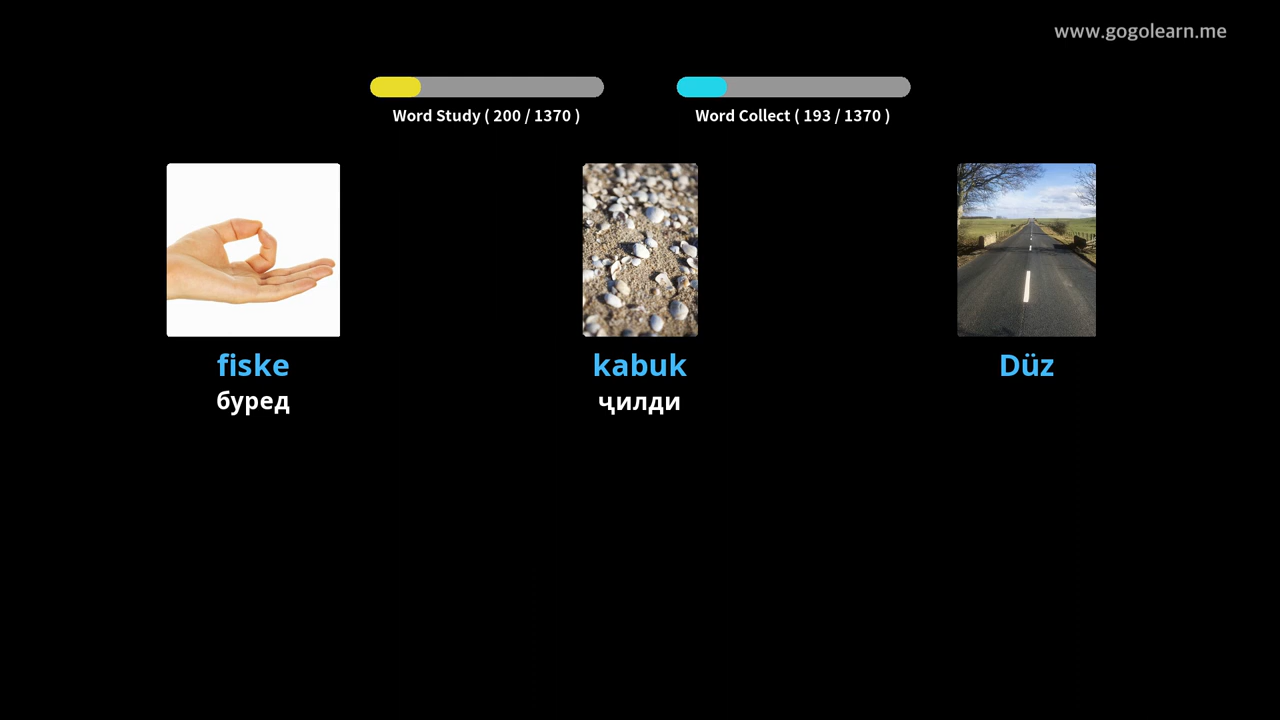 www.gogolearn.me
Word Study ( 200 / 1370 )
Word Collect ( 193 / 1370 )
fiske
kabuk
Düz
буред
ҷилди